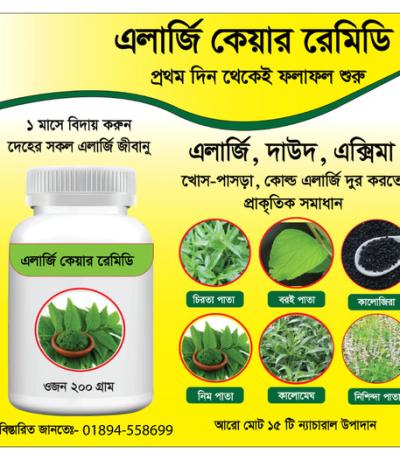 এলার্জি কেয়ার রেমিডি
প্রথম দিন থেকেই ফলাফল শুরু
১ মাসে বিদায় করুন
দেহের সকল এলার্জি জীবানু
এলার্জি, দাউদ, এক্সিমা
খোস-পাসড়া, কোল্ড এলার্জি দুর করতে
প্রাকৃতিক সমাধান
এলার্জি কেয়ার রেমিডি
ওজন ২০০ গ্রাম
চিরতা পাতা
বরই পাতা
কালোজিরা
নিম পাতা
কালোমেঘ
নিশিন্দা পাতা
বিস্তারিত জানতেঃ- 01894-558699
আরো মোট ১৫ টি ন্যাচারাল উপাদান